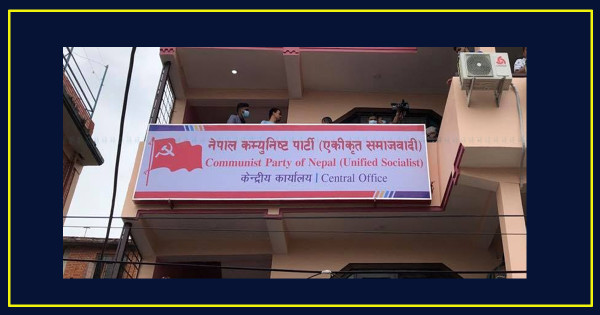 नेपाल कम्युनिष्ट पार्टी (एकीकृत समाजवादी)
Communist Party of Nepal (Unified Socialist)
केन्द्रीय कार्यालय | Central Office